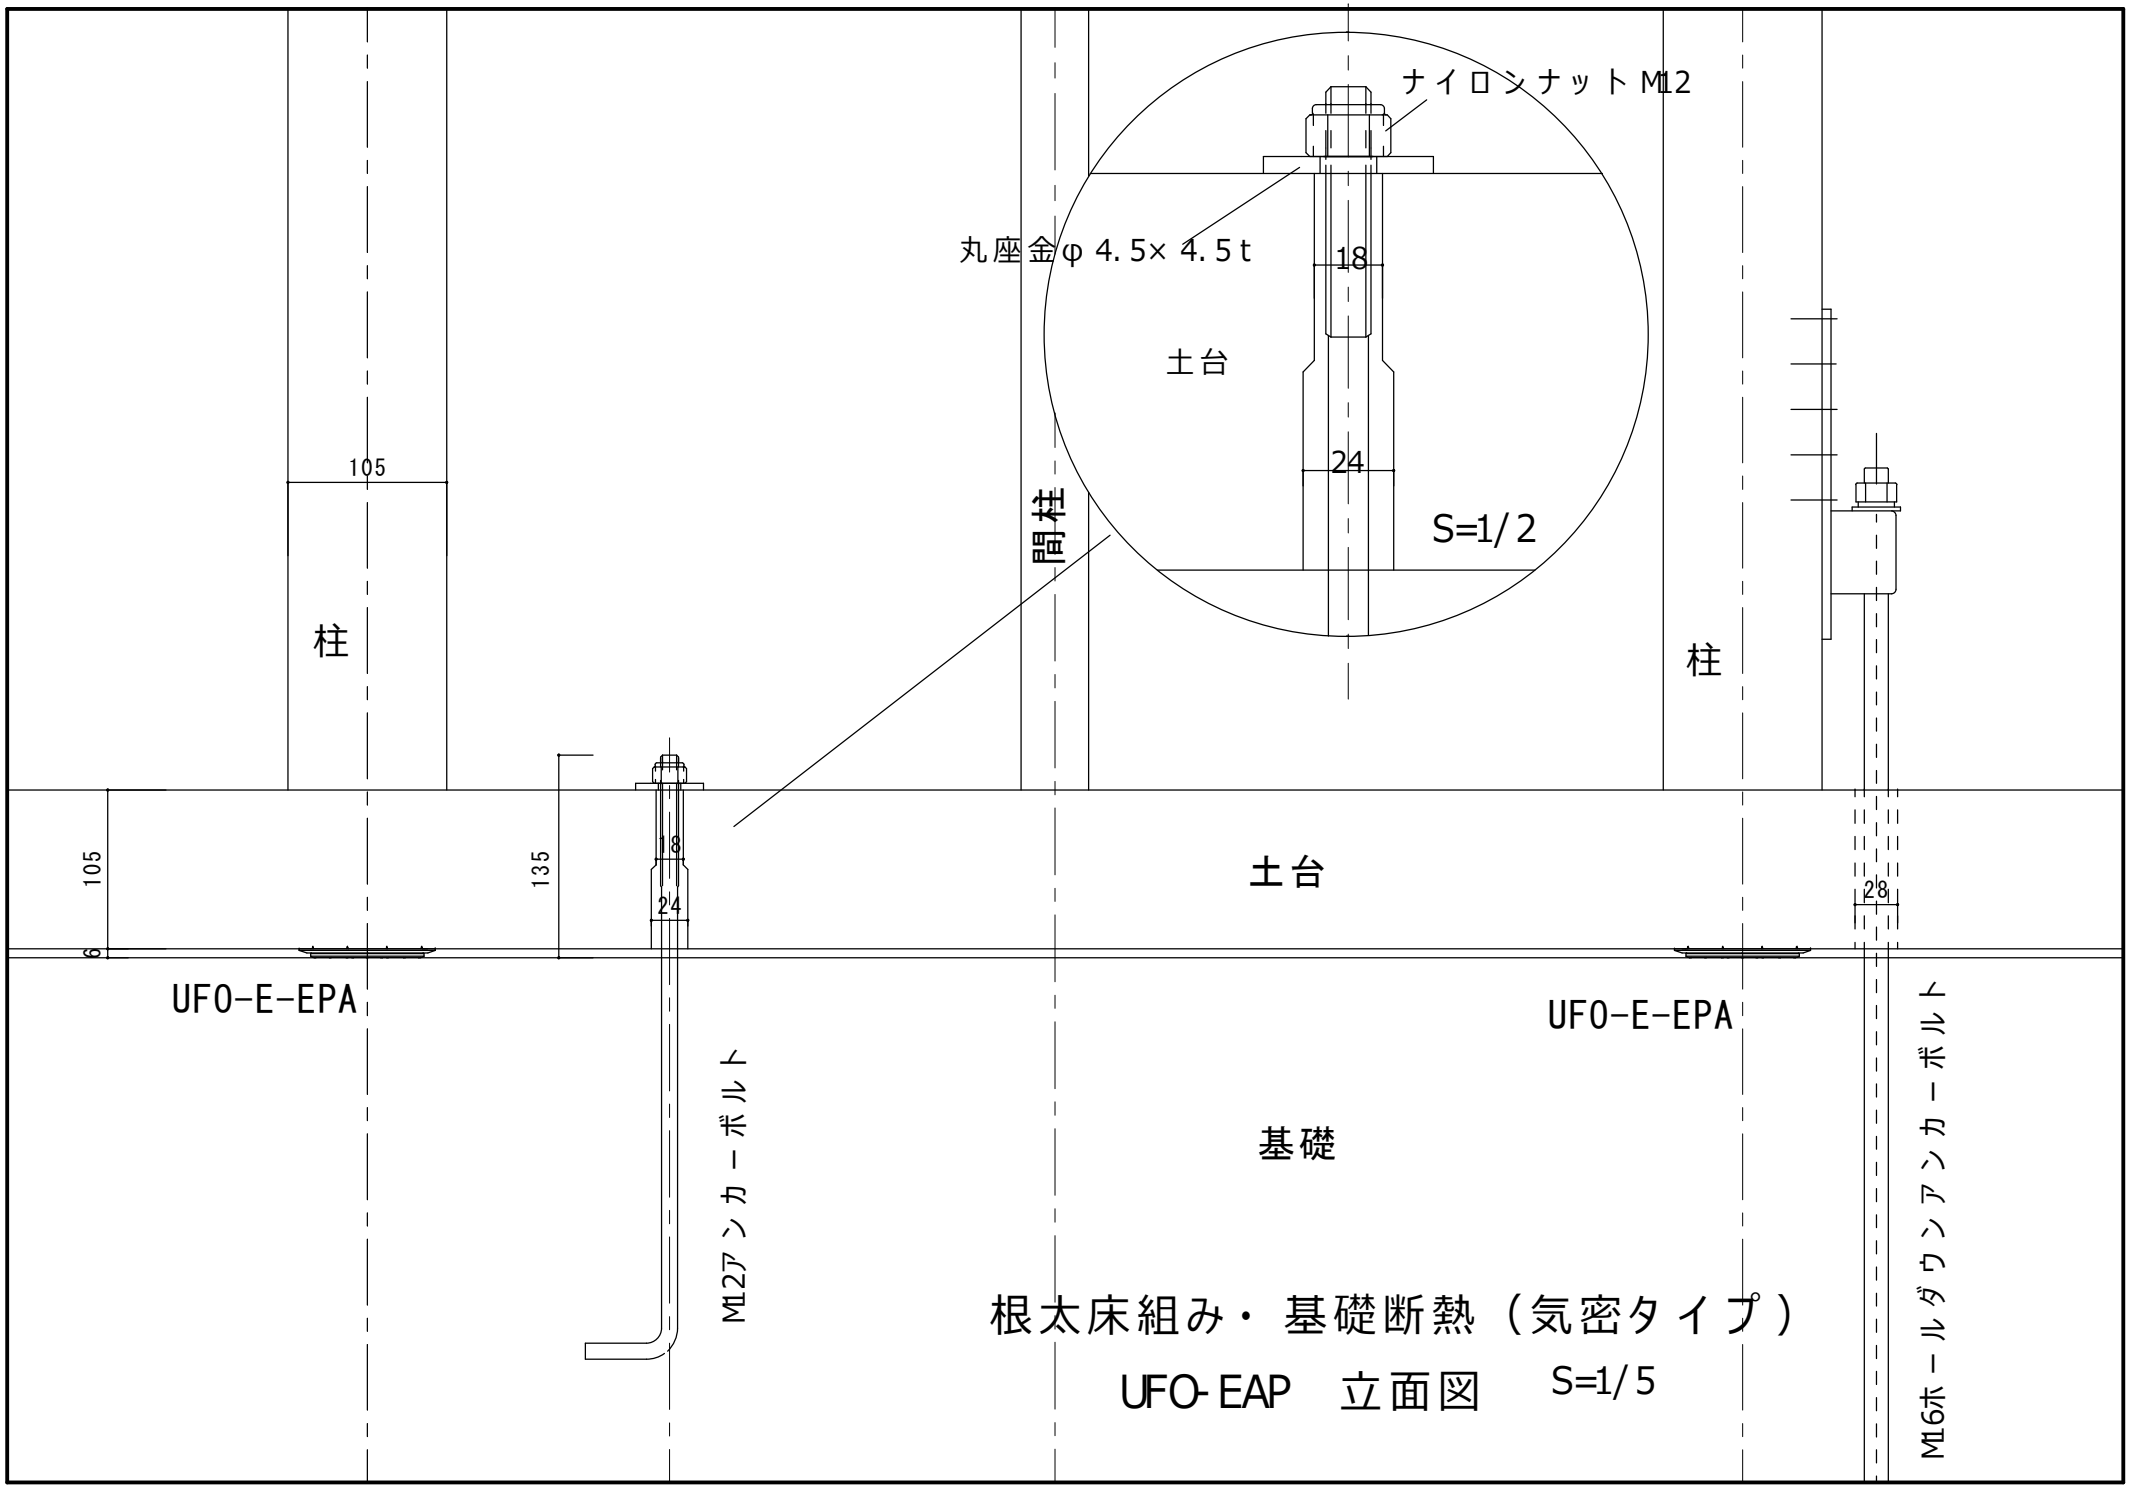 ナイロンナットM12
丸座金φ4.5×4.5t
18
土台
24
S=1/2
105
間柱
柱
柱
105
135
18
24
土台
28
6
UFO-E-EPA
UFO-E-EPA
M12アンカーボルト
M16ホールダウンアンカーボルト
基礎
根太床組み・基礎断熱（気密タイプ）
UFO-EAP 立面図 S=1/5